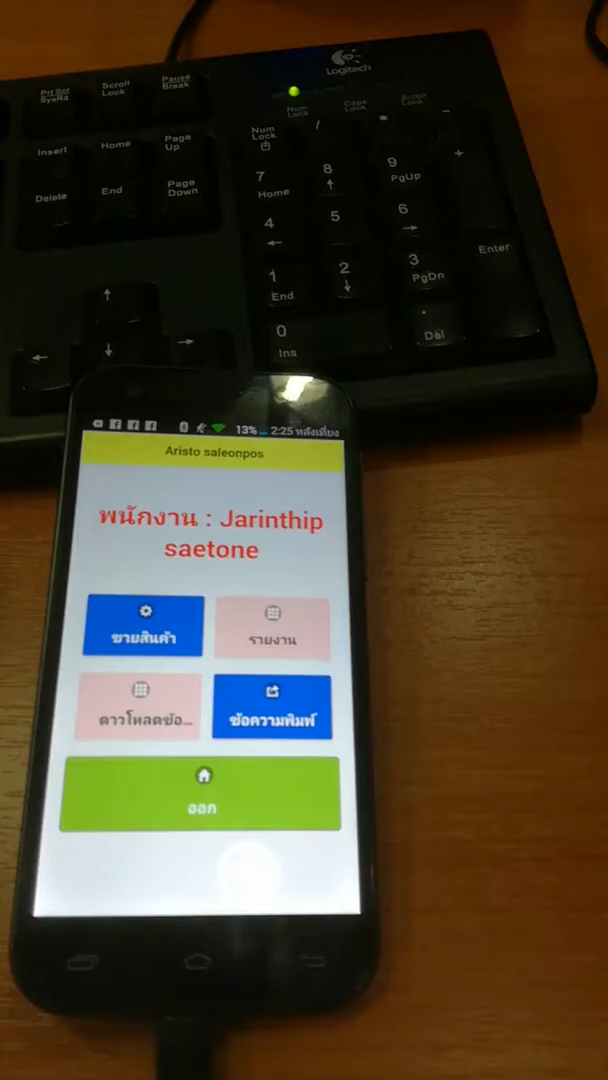 Logitech
Prt Scr
SysRq
Scroll
Lock
Pause
Break
Num
Lock
Caps
Lock
Scroll
Lock
Insert
Home
Page
Up
Num
Lock
/
*
-
Delete
End
Page
Down
7
Home
8
↑
9
PgUp
+
4
←
5
6
→
↑
1
End
2
↓
3
PgDn
Enter
←
↓
→
0
Ins
.
Del
13% 2:25 หลังเที่ยง
Aristo saleonpos
พนักงาน : Jarinthip
saetone
ขายสินค้า
รายงาน
ดาวโหลดข้อ...
ข้อความพิมพ์
ออก